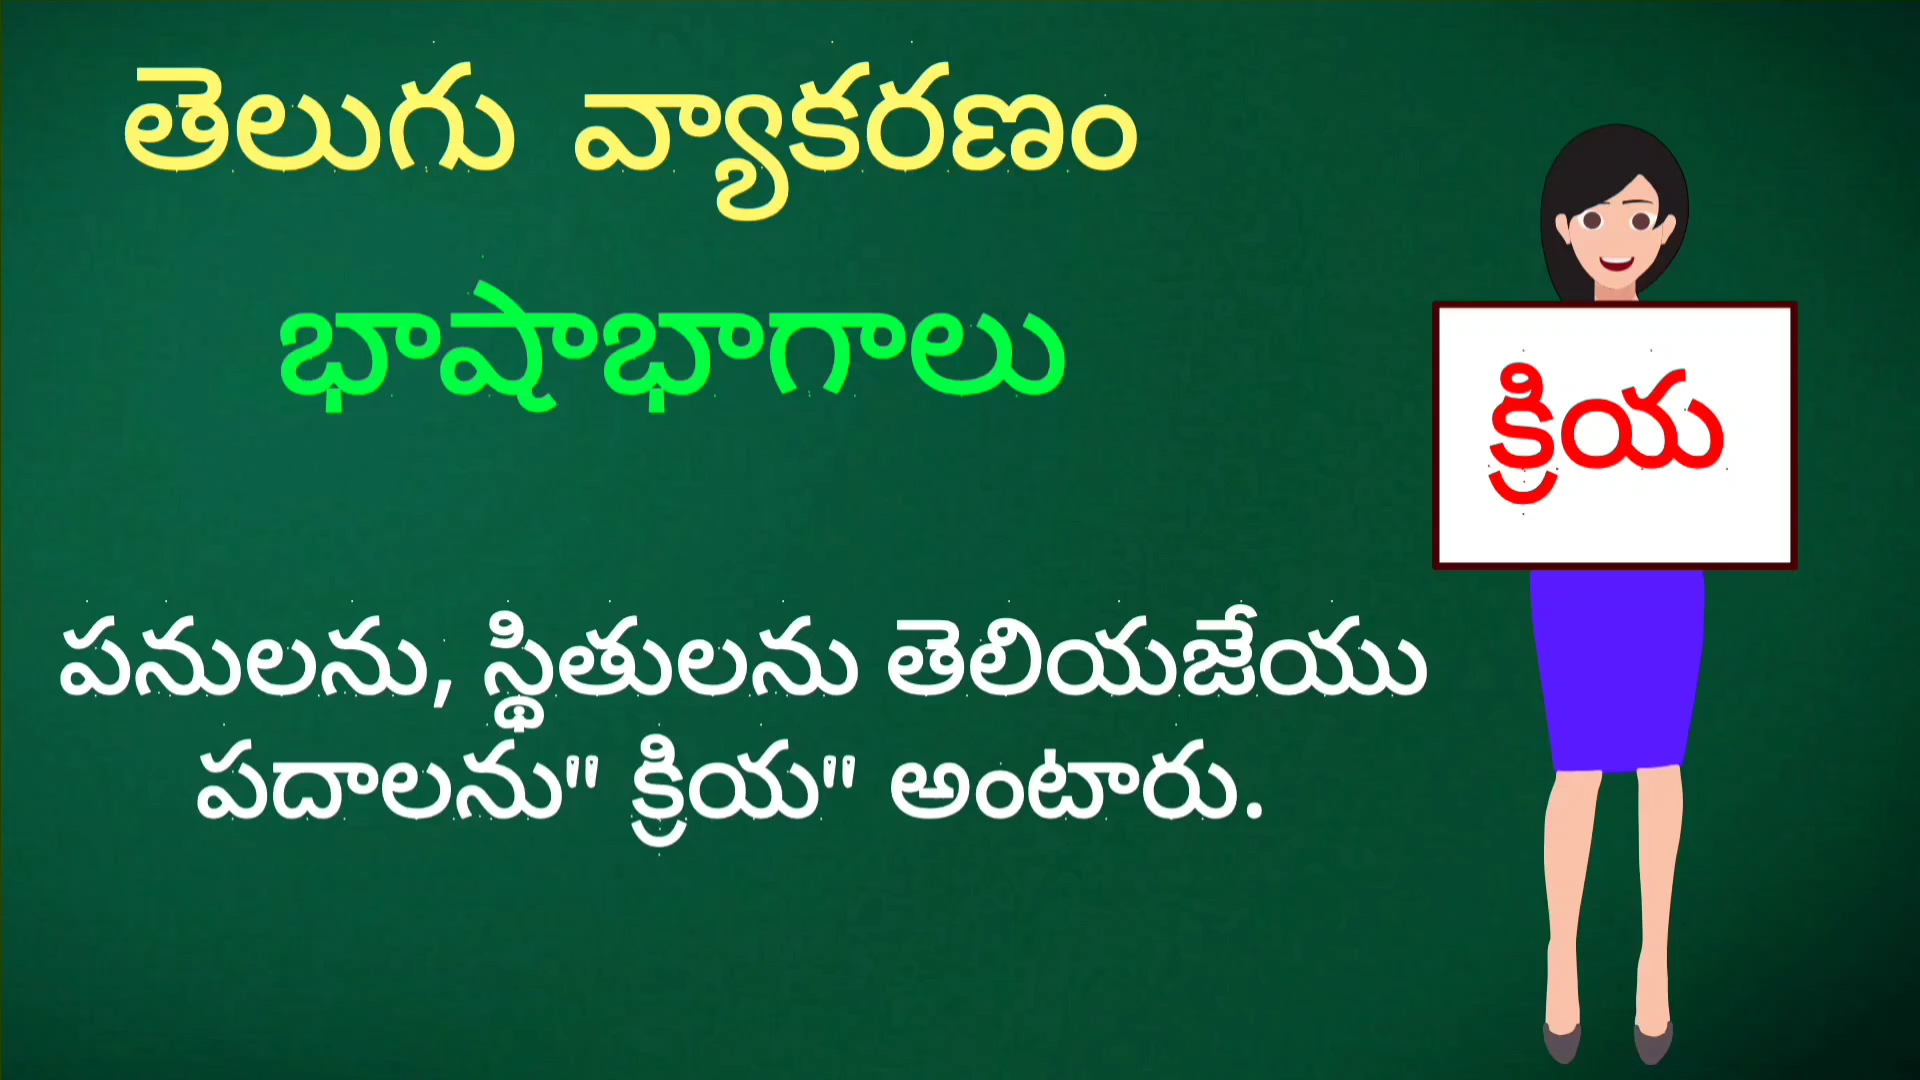 తెలుగు వ్యాకరణం
భాషాభాగాలు
క్రియ
పనులను, స్థితులను తెలియజేయు
పదాలను" క్రియ" అంటారు.